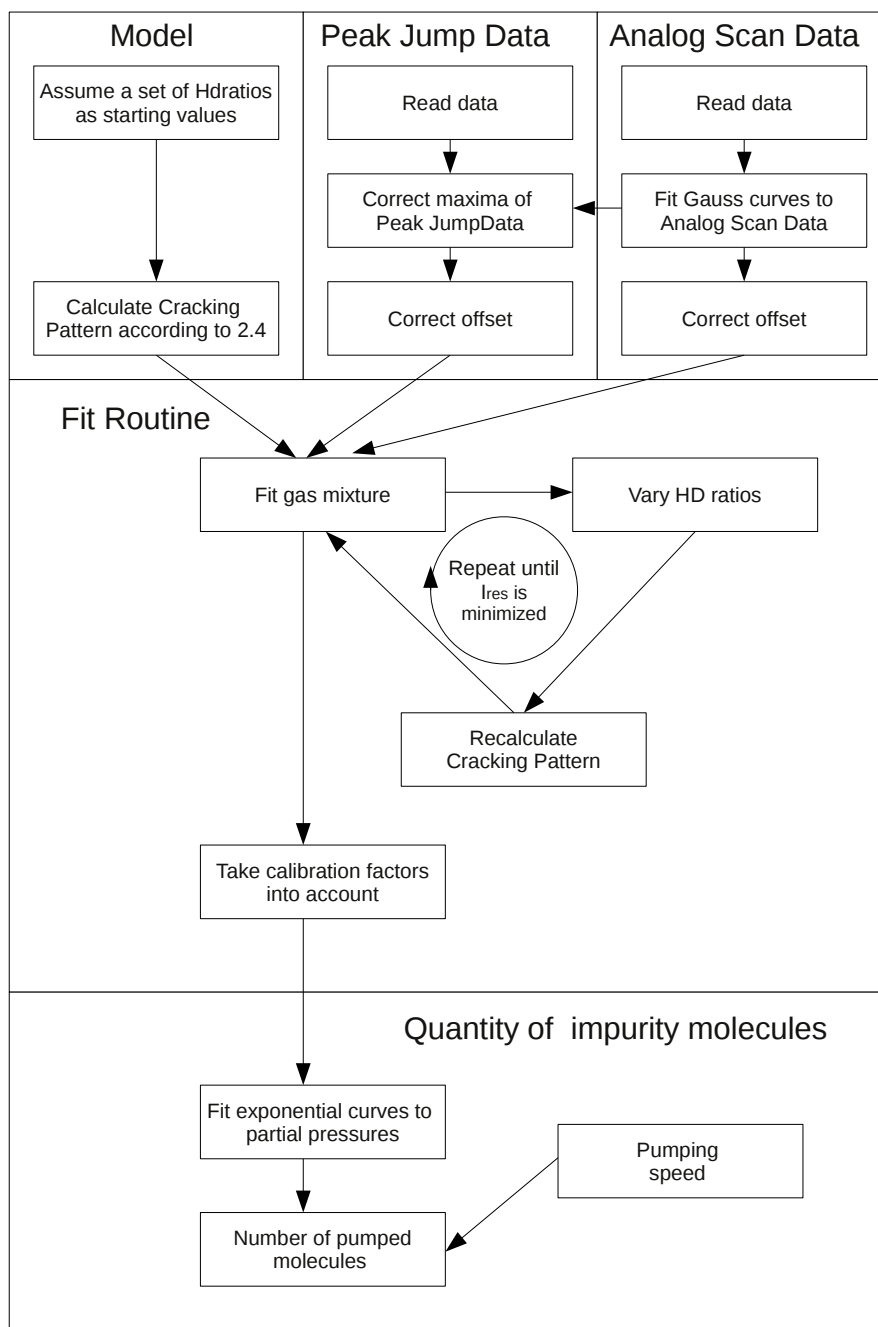 Model
Assume a set of Hdratios
as starting values
Calculate Cracking
Pattern according to 2.4
Peak Jump Data
Read data
Correct maxima of
Peak JumpData
Correct offset
Analog Scan Data
Read data
Fit Gauss curves to
Analog Scan Data
Correct offset
Fit Routine
Fit gas mixture
Vary HD ratios
Repeat until
Ires is
minimized
Recalculate
Cracking Pattern
Take calibration factors
into account
Quantity of impurity molecules
Fit exponential curves to
partial pressures
Pumping
speed
Number of pumped
molecules